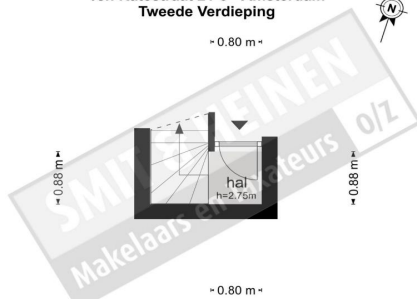 Tweede Verdieping
N
0.80 m
0.88 m
hal
h=2.75m
0.88 m
0.80 m
SMIT & HEINEN
Makelaars en Taxateurs O/Z